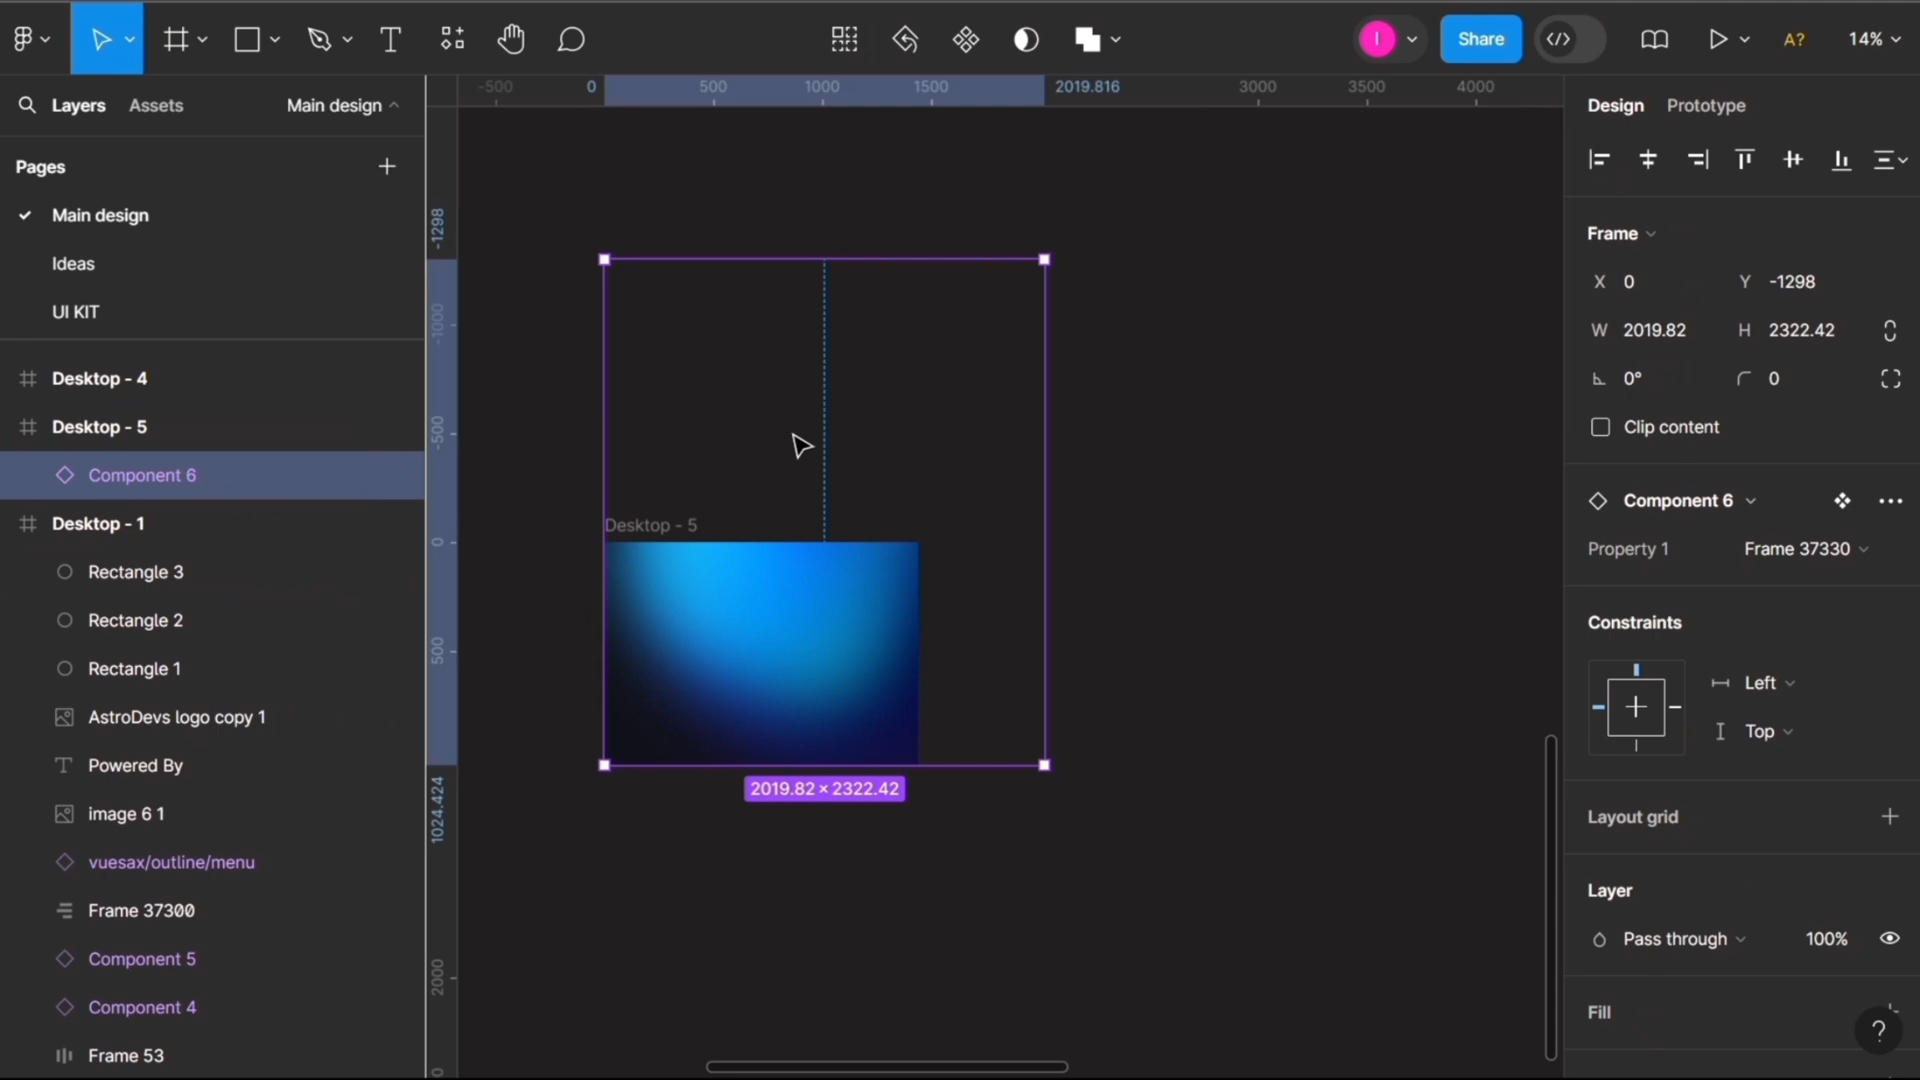 Share
A?
14%
Layers
Assets
Main design
Pages
Main design
Ideas
UI KIT
Desktop - 4
Desktop - 5
Component 6
Desktop - 1
Rectangle 3
Rectangle 2
Rectangle 1
AstroDevs logo copy 1
Powered By
image 6 1
vuesax/outline/menu
Frame 37300
Component 5
Component 4
Frame 53
-500
0
500
1000
1500
2019.816
3000
3500
4000
-1298
-1000
-500
0
500
1024.424
2000
Desktop - 5
2019.82 × 2322.42
Design
Prototype
Frame
X 0
Y -1298
W 2019.82
H 2322.42
0°
0
Clip content
Component 6
Property 1
Frame 37330
Constraints
Left
Top
Layout grid
Layer
Pass through
100%
Fill
?